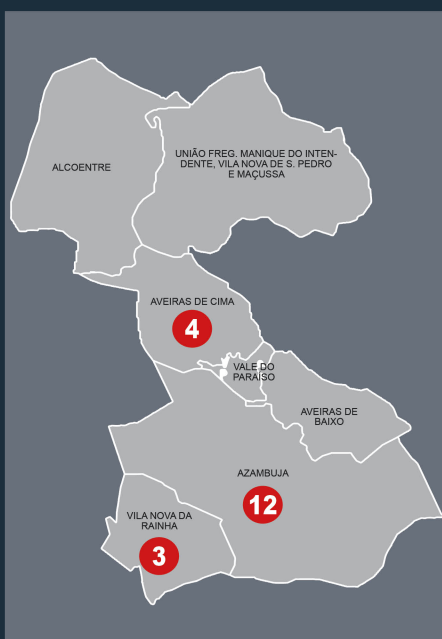 ALCOENTRE
UNIÃO FREG. MANIQUE DO INTEN-
DENTE, VILA NOVA DE S. PEDRO
E MAÇUSSA
AVEIRAS DE CIMA
4
VALE DO
PARAÍSO
AVEIRAS DE
BAIXO
AZAMBUJA
12
VILA NOVA DA
RAINHA
3